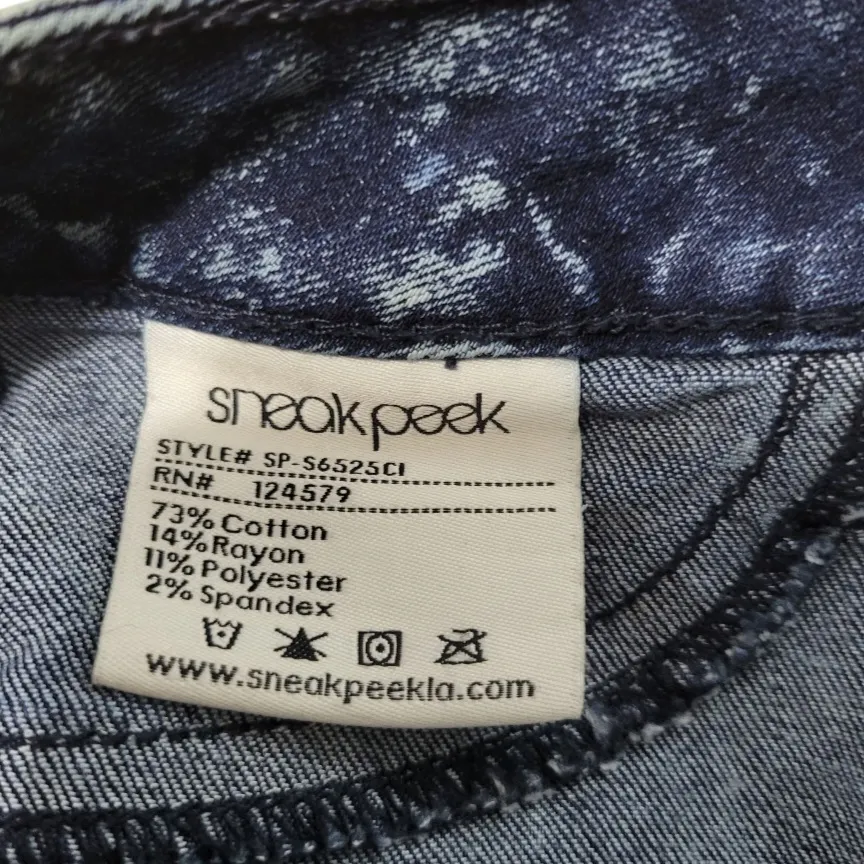 sneakpeek
STYLE# SP-S6525CI
RN# 124579
73% Cotton
14% Rayon
11% Polyester
2% Spandex
www.sneakpeekla.com